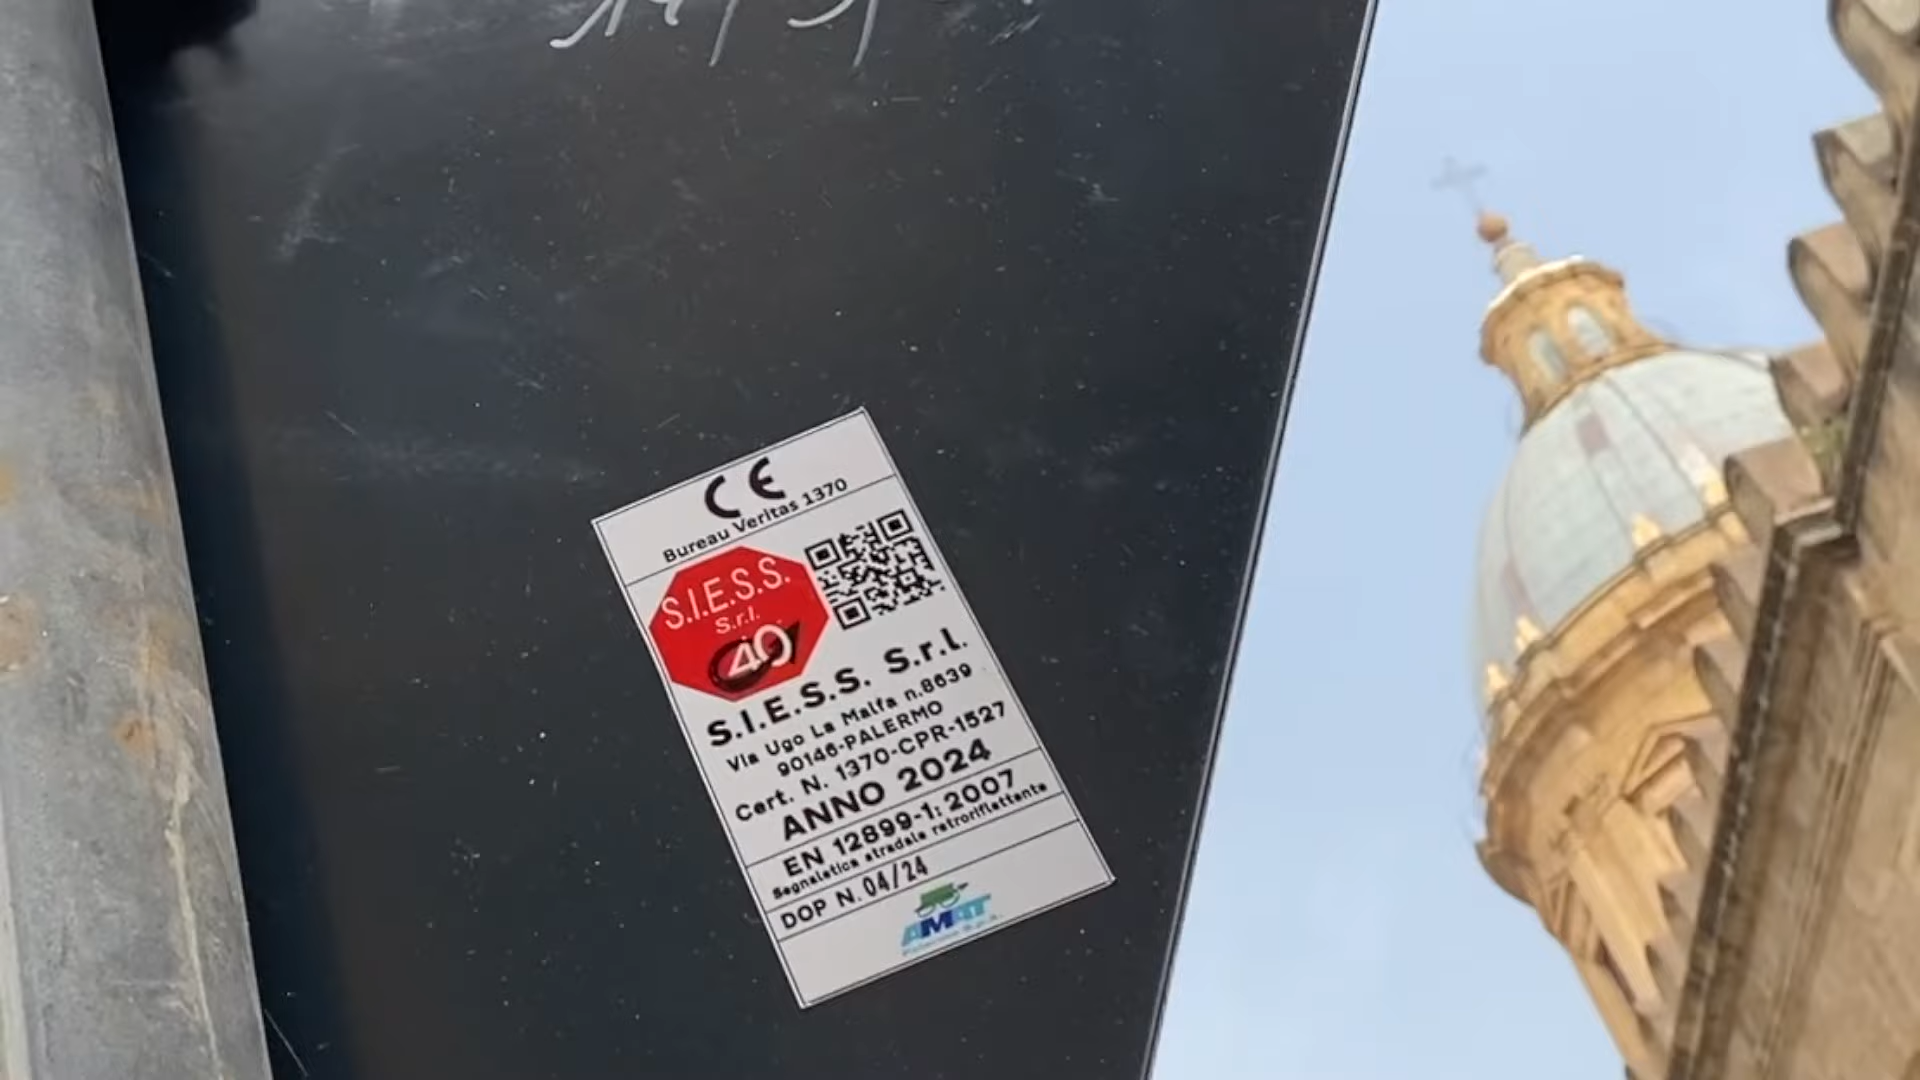 CE
Bureau Veritas 1370
S.I.E.S.S.
S.r.l.
40
S.I.E.S.S. S.r.l.
Via Ugo La Malfa n.8639
90146-PALERMO
Cert. N. 1370-CPR-1527
ANNO 2024
EN 12899-1: 2007
Segnaletica stradale retroriflettente
DOP N. 04/24
AMAT